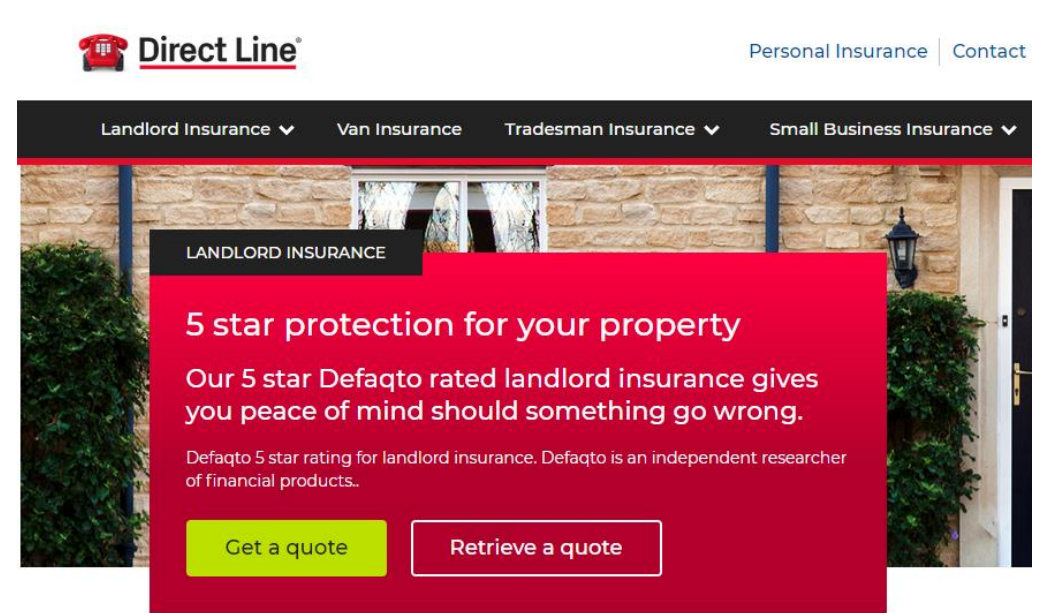 Direct Line®
Personal Insurance Contact
Landlord Insurance Van Insurance Tradesman Insurance Small Business Insurance
LANDLORD INSURANCE
5 star protection for your property
Our 5 star Defaqto rated landlord insurance gives
you peace of mind should something go wrong.
Defaqto 5 star rating for landlord insurance. Defaqto is an independent researcher
of financial products..
Get a quote Retrieve a quote